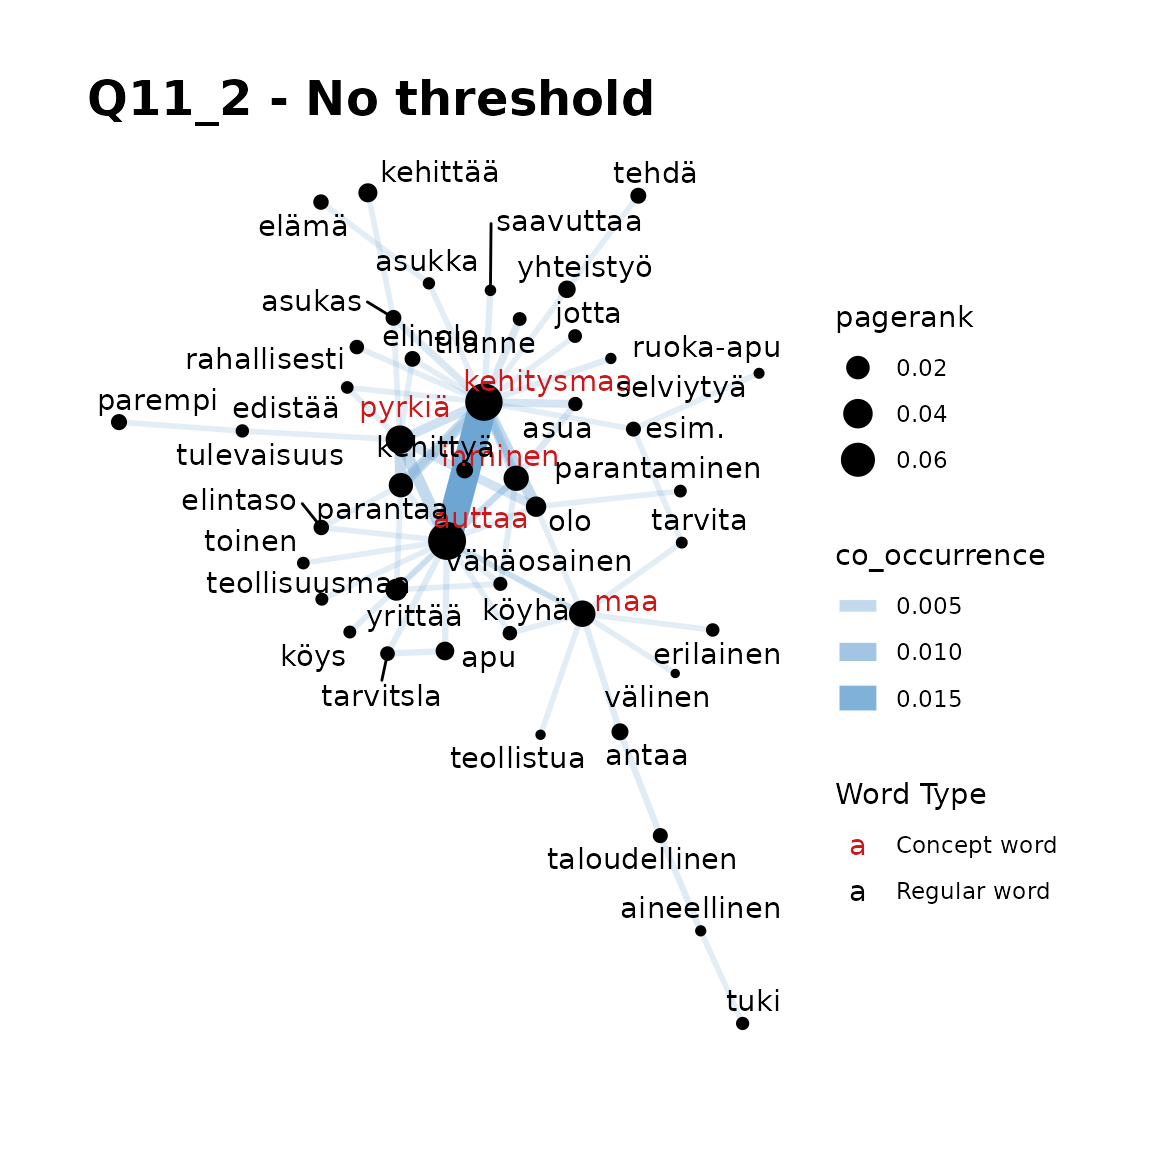 Q11_2 - No threshold
kehittää
tehdä
elämä
saavuttaa
asukka
yhteistyö
asukas
jotta
elinolo
tilanne
ruoka-apu
rahallisesti
kehitysmaa
selviytyä
parempi
edistää
pyrkiä
asua
esim.
kehittyä
ihminen
tulevaisuus
parantaminen
elintaso
parantaa
auttaa
olo
tarvita
toinen
vähäosainen
teollisuusmaa
yrittää
köyhä
maa
köys
apu
erilainen
tarvitsla
välinen
teollistua
antaa
taloudellinen
aineellinen
tuki
pagerank
0.02
0.04
0.06
co_occurrence
0.005
0.010
0.015
Word Type
a Concept word
a Regular word